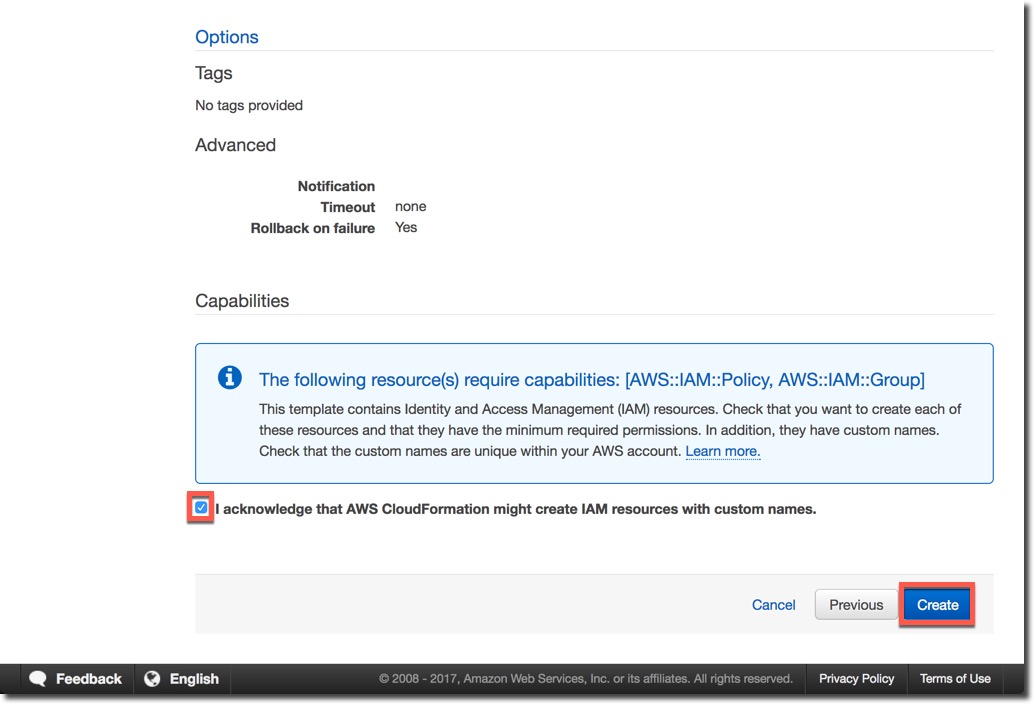 Options
Tags
No tags provided
Advanced
Notification
Timeout none
Rollback on failure Yes
Capabilities
The following resource(s) require capabilities: [AWS::IAM::Policy, AWS::IAM::Group]
This template contains Identity and Access Management (IAM) resources. Check that you want to create each of
these resources and that they have the minimum required permissions. In addition, they have custom names.
Check that the custom names are unique within your AWS account. Learn more.
I acknowledge that AWS CloudFormation might create IAM resources with custom names.
Cancel Previous Create
Feedback English © 2008 - 2017, Amazon Web Services, Inc. or its affiliates. All rights reserved. Privacy Policy Terms of Use